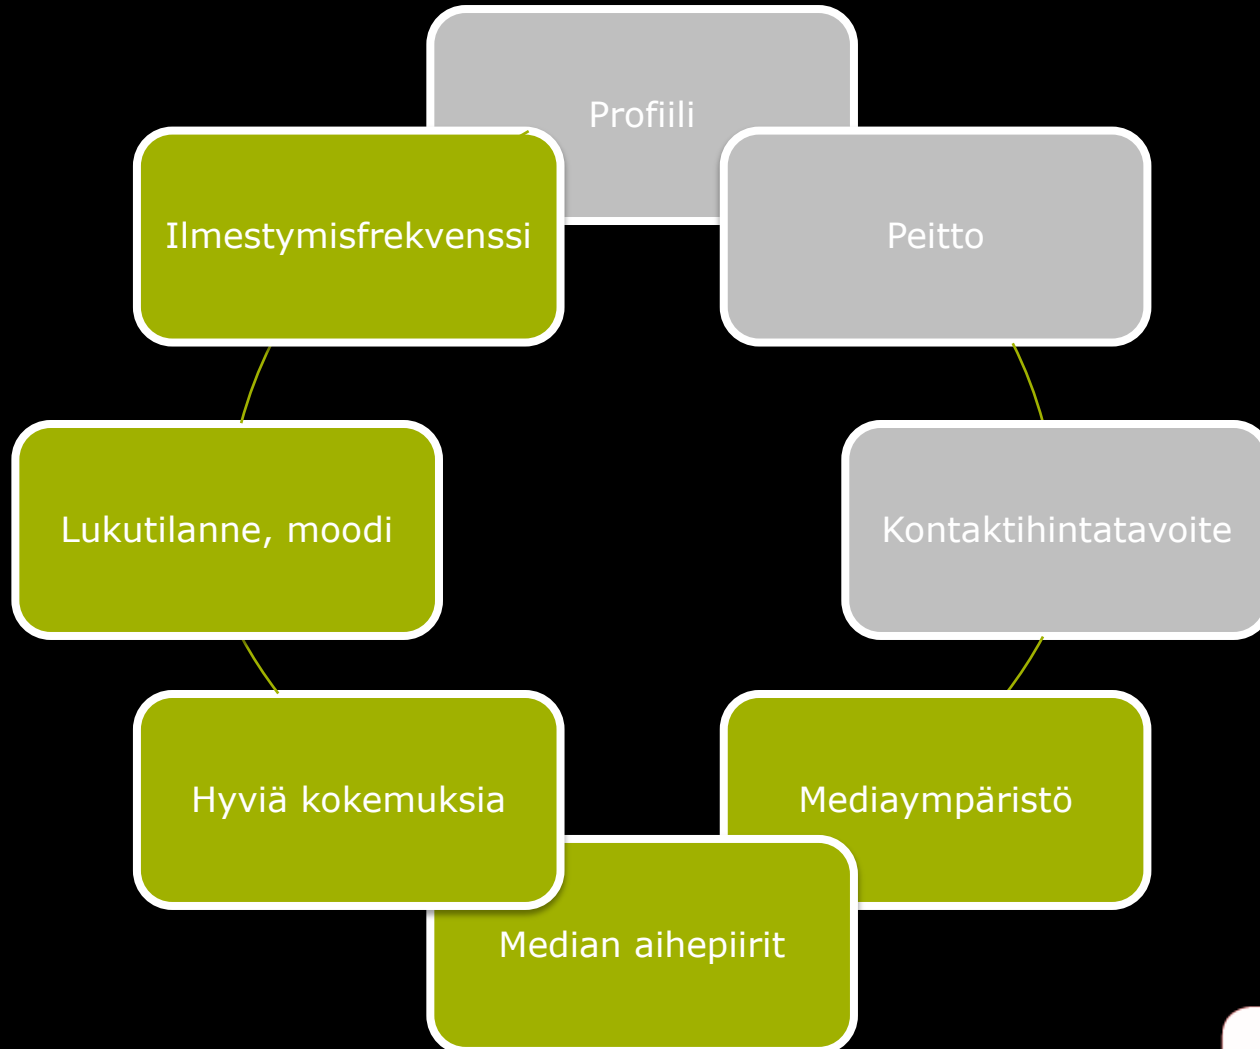 Profiili
Ilmestymisfrekvenssi
Peitto
Lukutilanne, moodi
Kontaktihintatavoite
Hyviä kokemuksia
Mediaympäristö
Median aihepiirit